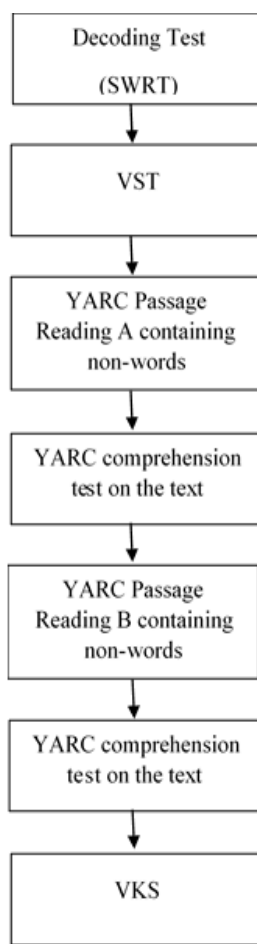 Decoding Test
(SWRT)
VST
YARC Passage
Reading A containing
non-words
YARC comprehension
test on the text
YARC Passage
Reading B containing
non-words
YARC comprehension
test on the text
VKS